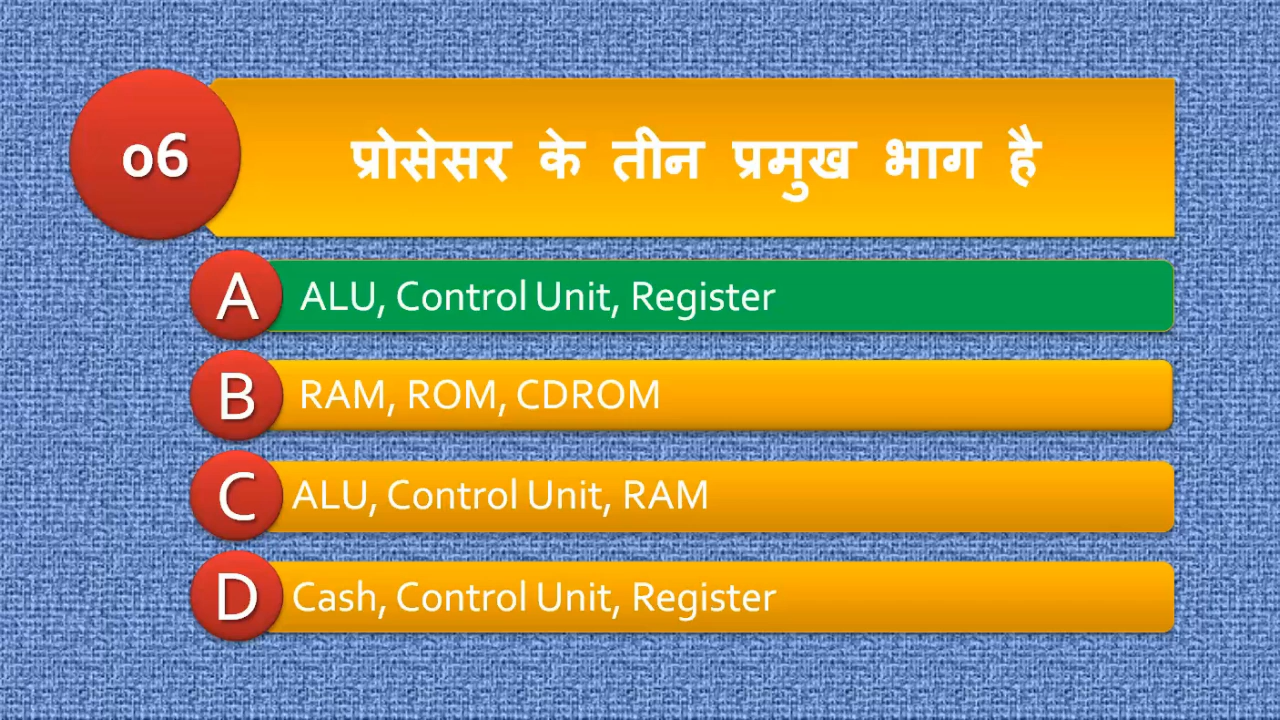 06
प्रोसेसर के तीन प्रमुख भाग है
A ALU, Control Unit, Register
B RAM, ROM, CDROM
C ALU, Control Unit, RAM
D Cash, Control Unit, Register